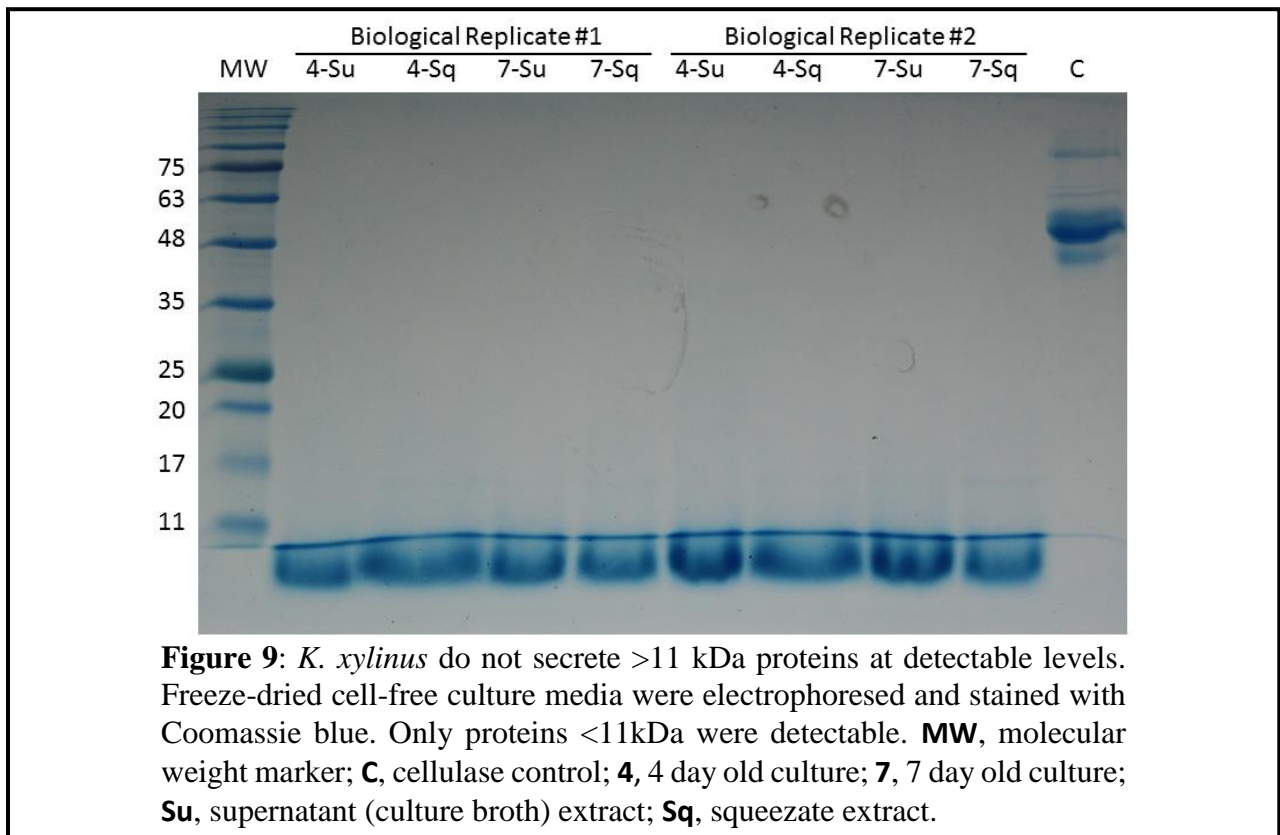 Biological Replicate #1 Biological Replicate #2
MW 4-Su 4-Sq 7-Su 7-Sq 4-Su 4-Sq 7-Su 7-Sq C
75
63
48
35
25
20
17
11
Figure 9: K. xylinus do not secrete >11 kDa proteins at detectable levels.
Freeze-dried cell-free culture media were electrophoresed and stained with
Coomassie blue. Only proteins <11kDa were detectable. MW, molecular
weight marker; C, cellulase control; 4, 4 day old culture; 7, 7 day old culture;
Su, supernatant (culture broth) extract; Sq, squeezate extract.